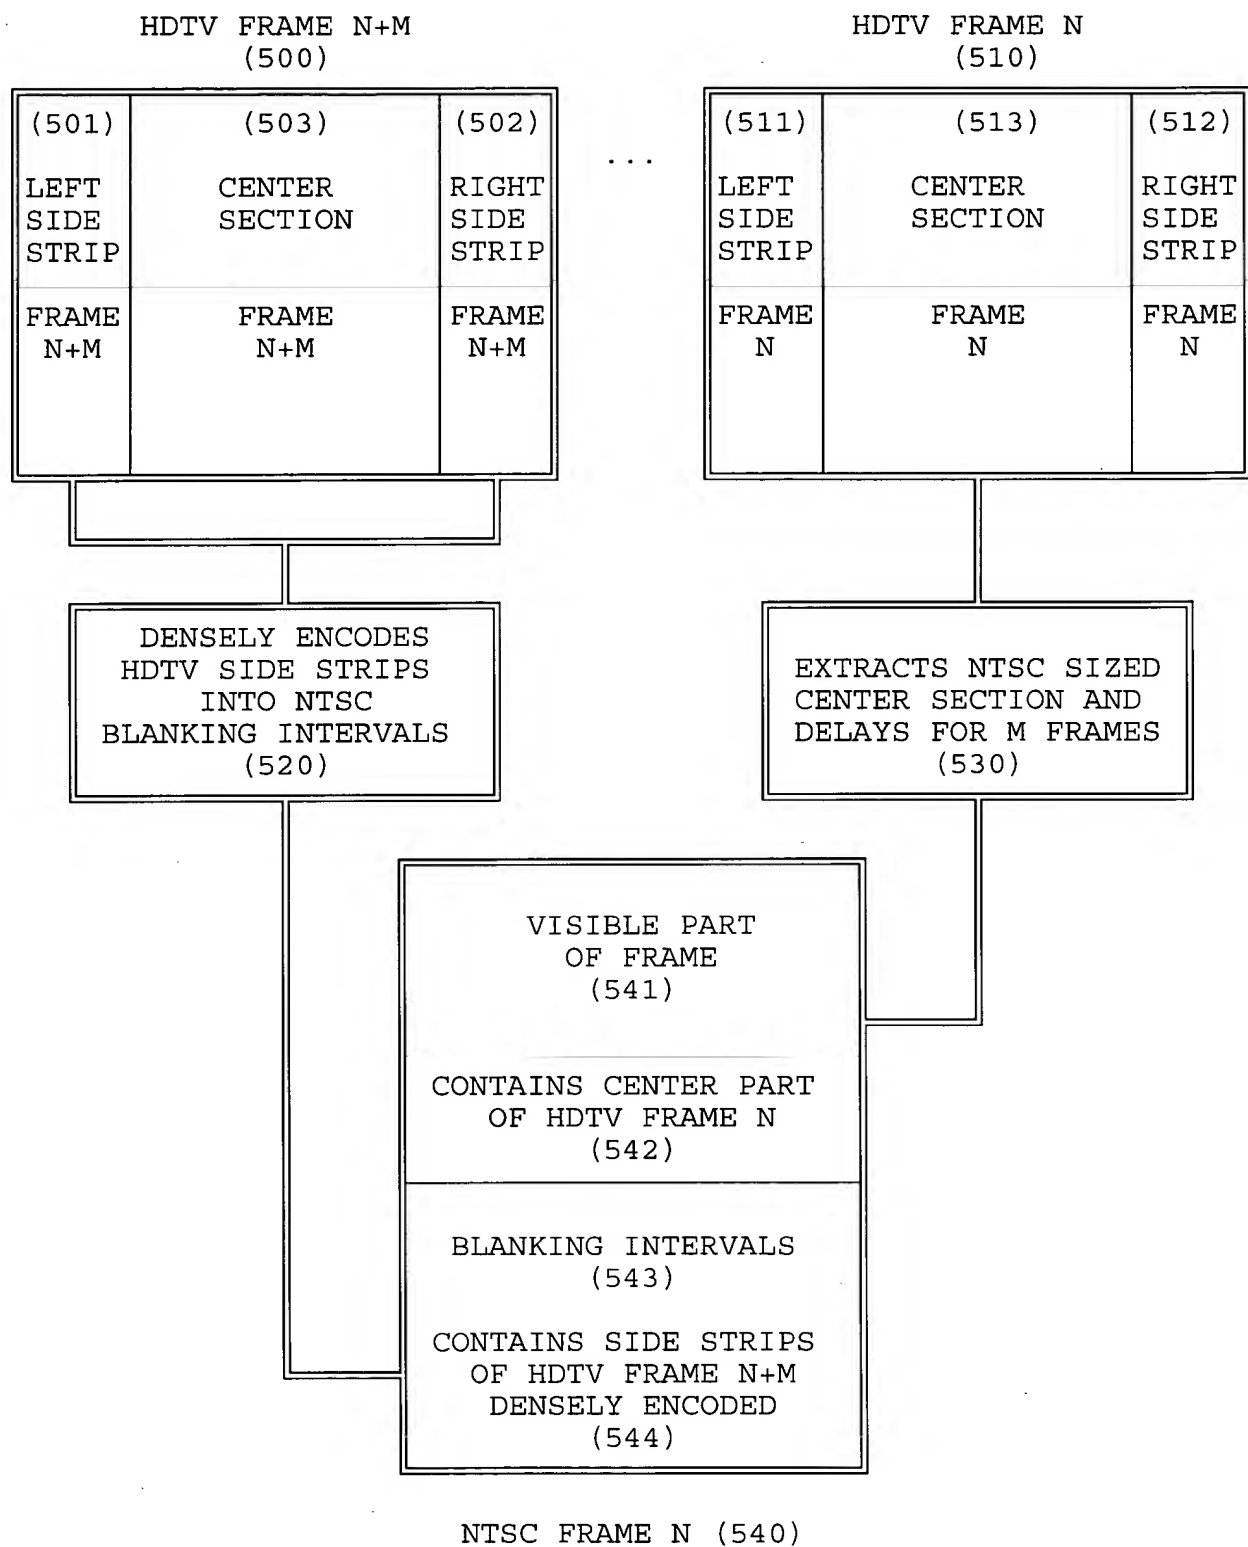 HDTV FRAME N+M
(500)
(501)
LEFT
SIDE
STRIP
FRAME
N+M
(503)
CENTER
SECTION
FRAME
N+M
(502)
RIGHT
SIDE
STRIP
FRAME
N+M
...
HDTV FRAME N
(510)
(511)
LEFT
SIDE
STRIP
FRAME
N
(513)
CENTER
SECTION
FRAME
N
(512)
RIGHT
SIDE
STRIP
FRAME
N
DENSELY ENCODES
HDTV SIDE STRIPS
INTO NTSC
BLANKING INTERVALS
(520)
EXTRACTS NTSC SIZED
CENTER SECTION AND
DELAYS FOR M FRAMES
(530)
VISIBLE PART
OF FRAME
(541)
CONTAINS CENTER PART
OF HDTV FRAME N
(542)
BLANKING INTERVALS
(543)
CONTAINS SIDE STRIPS
OF HDTV FRAME N+M
DENSELY ENCODED
(544)
NTSC FRAME N (540)